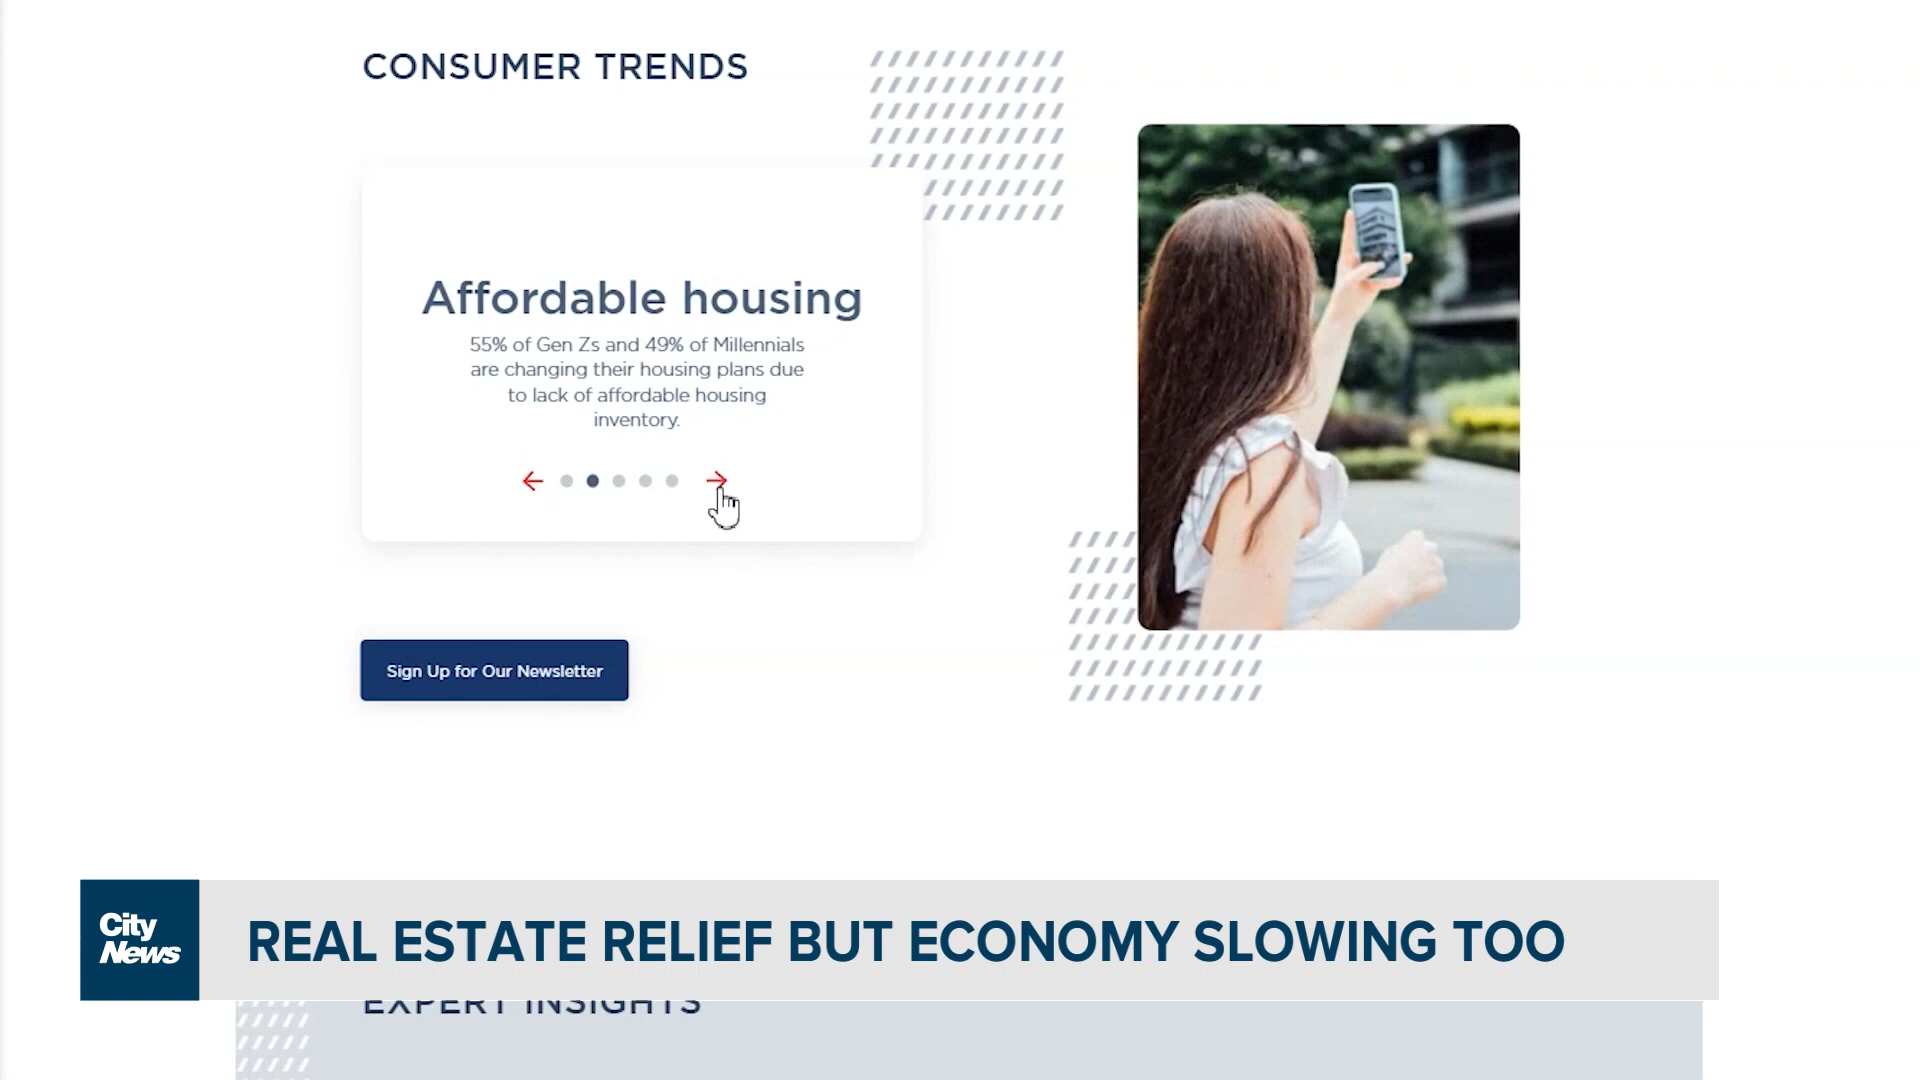 CONSUMER TRENDS
Affordable housing
55% of Gen Zs and 49% of Millennials
are changing their housing plans due
to lack of affordable housing
inventory.
Sign Up for Our Newsletter
City
News
REAL ESTATE RELIEF BUT ECONOMY SLOWING TOO
EXPERT INSIGHTS